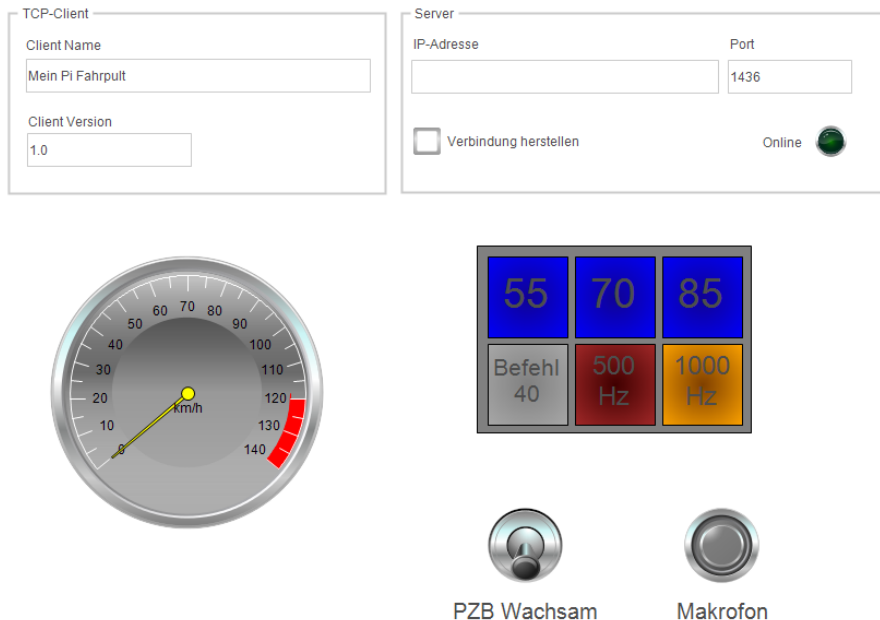 TCP-Client
Client Name
Mein Pi Fahrpult
Client Version
1.0
Server
IP-Adresse
Port
1436
Verbindung herstellen
Online
0
10
20
30
40
50
60
70
80
90
100
110
120
130
140
km/h
55
70
85
Befehl
40
500
Hz
1000
Hz
PZB Wachsam
Makrofon